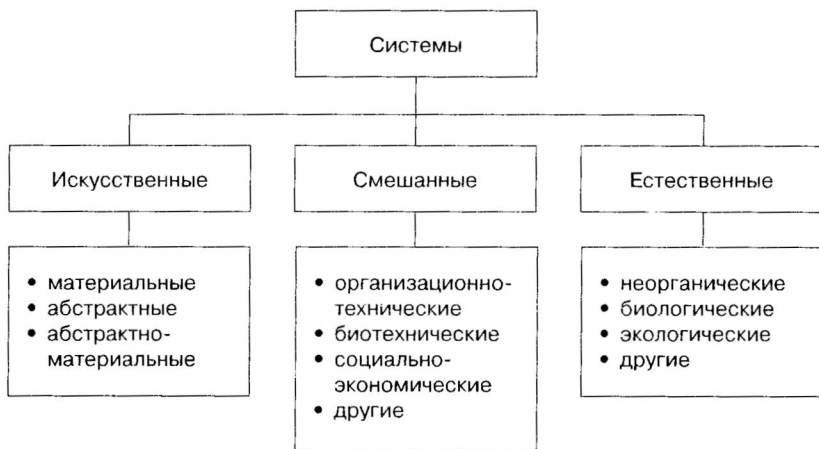 Системы
Искусственные
Смешанные
Естественные
• материальные
• абстрактные
• абстрактно-
материальные
• организационно-
технические
• биотехнические
• социально-
экономические
• другие
• неорганические
• биологические
• экологические
• другие